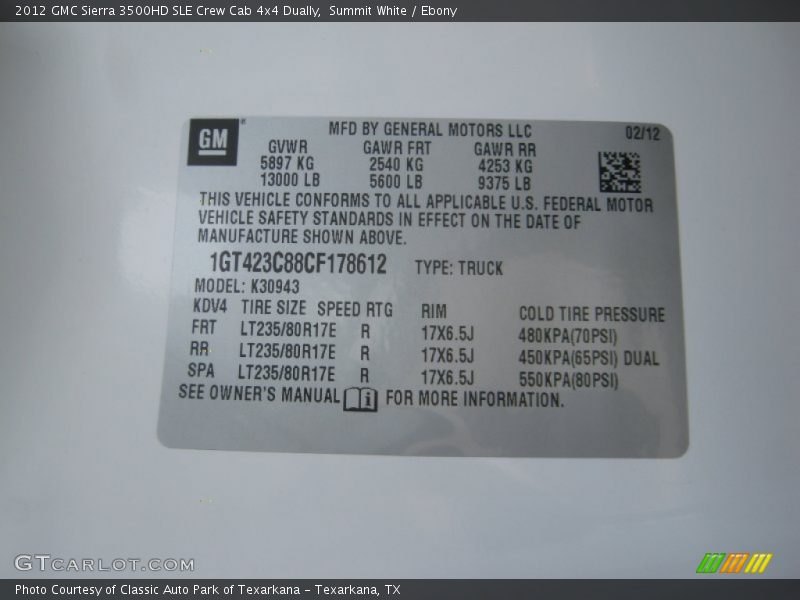 2012 GMC Sierra 3500HD SLE Crew Cab 4x4 Dually,  Summit White / Ebony
GM
MFD BY GENERAL MOTORS LLC 02/12
GVWR GAWR FRT GAWR RR
5897 KG 2540 KG 4253 KG
13000 LB 5600 LB 9375 LB
THIS VEHICLE CONFORMS TO ALL APPLICABLE U.S. FEDERAL MOTOR
VEHICLE SAFETY STANDARDS IN EFFECT ON THE DATE OF
MANUFACTURE SHOWN ABOVE.
1GT423C88CF178612 TYPE: TRUCK
MODEL: K30943
KDV4 TIRE SIZE SPEED RTG RIM COLD TIRE PRESSURE
FRT LT235/80R17E R 17X6.5J 480KPA(70PSI)
RR LT235/80R17E R 17X6.5J 450KPA(65PSI) DUAL
SPA LT235/80R17E R 17X6.5J 550KPA(80PSI)
SEE OWNER'S MANUAL i FOR MORE INFORMATION.
GTCARLOT.COM
Photo Courtesy of Classic Auto Park of Texarkana - Texarkana, TX